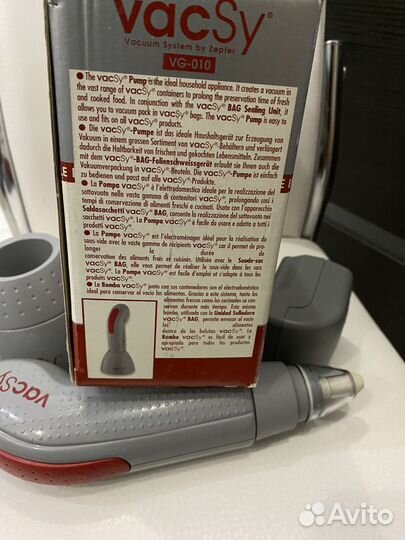 vacSy®
Vacuum System by Zepter
VG-010
● The vacSy® Pump is the ideal household appliance. It creates a vacuum in
the vast range of vacSy® containers to prolong the preservation time of fresh
and cooked food. In conjunction with the vacSy® BAG Sealing Unit, it
allows you to vacuum pack in vacSy® bags. The vacSy® Pump is easy to
use and fits on all vacSy® products.
● Die vacSy®-Pumpe ist das ideale Haushaltsgerät zur Erzeugung von
Vakuum in einem grossen Sortiment von vacSy®-Behältern und verlängert
dadurch die Haltbarkeit von frischen und gekochten Lebensmitteln. Zusammen
mit dem vacSy®-BAG-Folienschweissgerät erlaubt sie Ihnen auch die
Vakuumverpackung in vacSy®-Beuteln. Die vacSy®-Pumpe ist einfach
zu bedienen und passt auf alle vacSy®-Produkte.
● La Pompa vacSy® è l'elettrodomestico ideale per la realizzazione del
sottovuoto nella vasta gamma di contenitori vacSy®, prolungando così i
tempi di conservazione di alimenti freschi e cucinati. Usata con l'apparecchio
Saldasacchetti vacSy® BAG, consente la realizzazione del sottovuoto nei
sacchetti vacSy®. La Pompa vacSy® è facile da usare e adatta a tutti i
prodotti vacSy®.
● La Pompe vacSy® est l'électroménager idéal pour la réalisation du
sous-vide avec la vaste gamme de récipients vacSy® car il permet de pro-
longer la durée de
conservation des aliments frais et cuisinés. Utilisée avec le Soude-sac
vacSy® BAG, elle vous permet de réaliser le sous-vide dans les sacs
vacSy®. La Pompe vacSy® est facile d'emploi et s'adapte à tous les
produits vacSy®.
● La Bomba vacSy® junto con sus contenedores son el electrodoméstico
ideal para conservar al vacío los alimentos. Gracias a este sistema, tanto los
alimentos frescos como los cocinados se con
servan durante más tiempo. Esta misma
bomba, utilizada con la Unidad Selladora
vacSy® BAG, permite envasar al vacío
los alimentos
dentro de las bolsitas vacSy®. La
Bomba vacSy® es fácil de usar y
apropiada para todos los productos
vacSy®.
vacSy
Avito